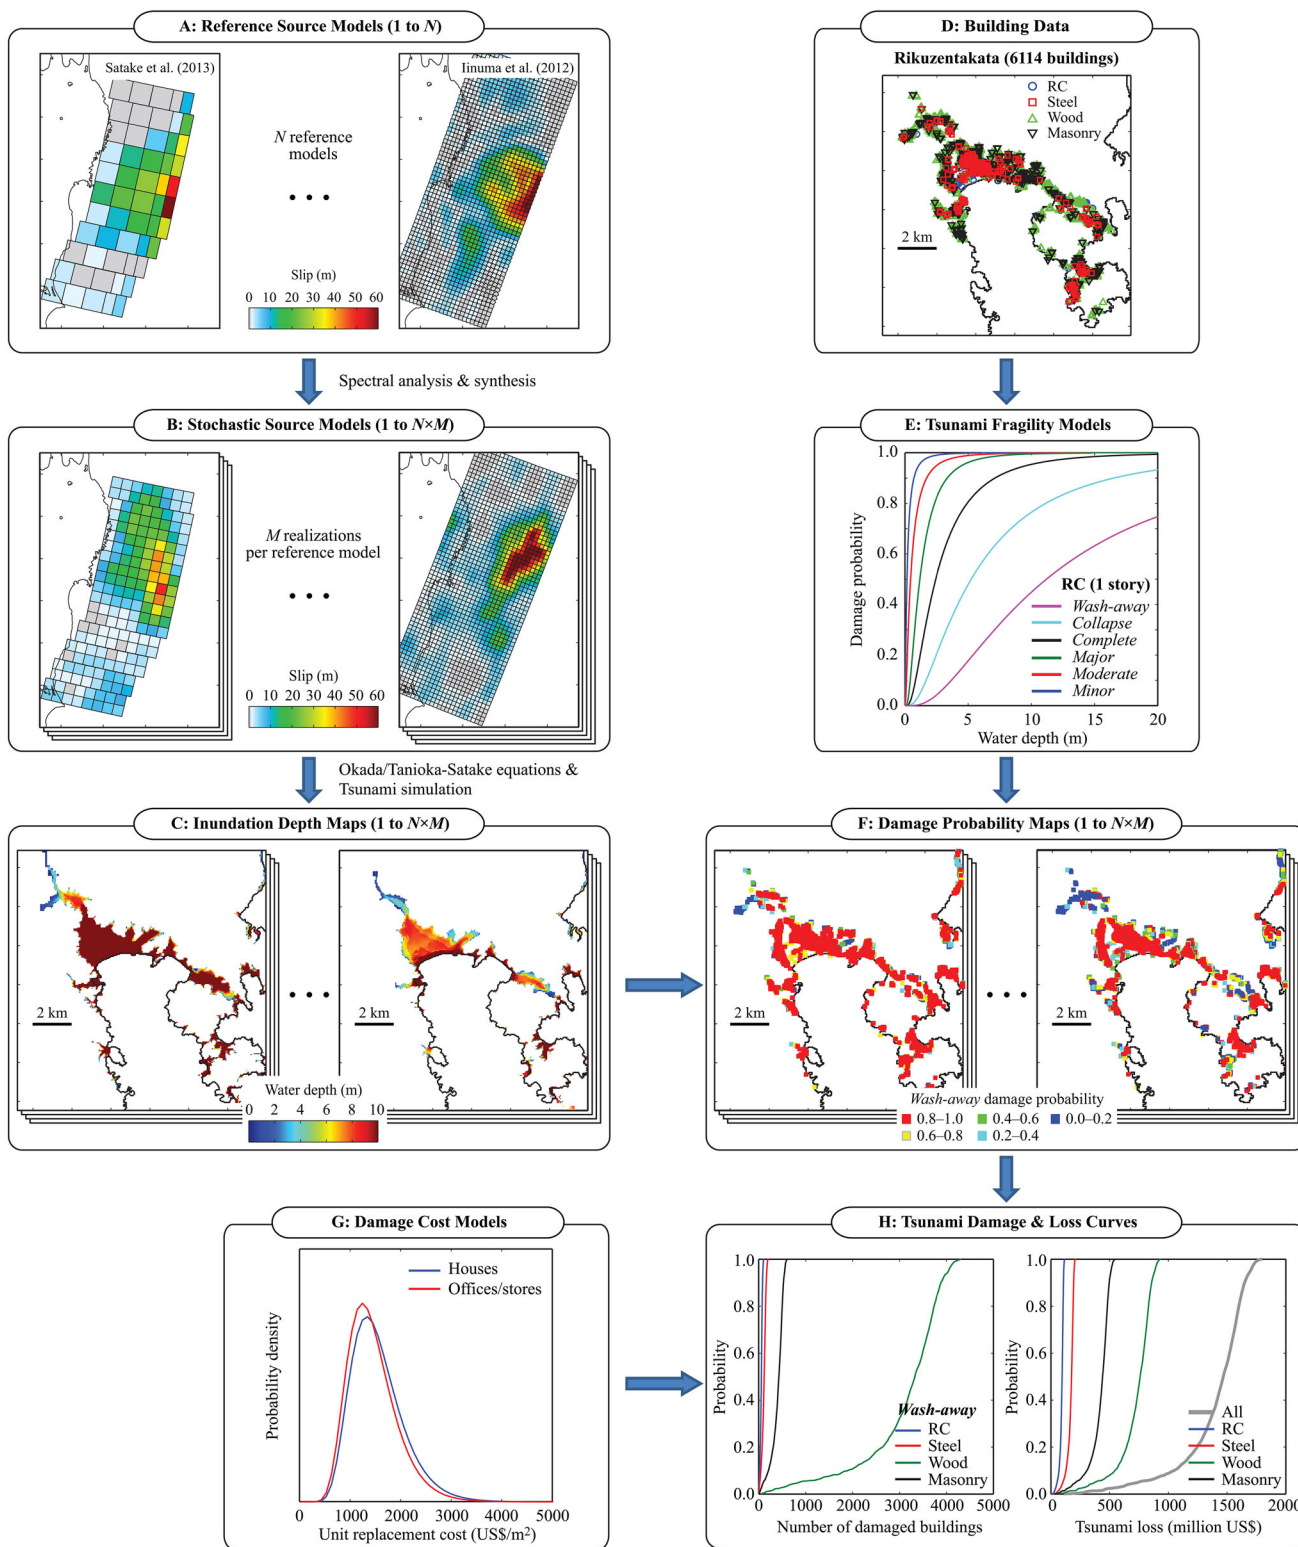 A: Reference Source Models (1 to N)
Satake et al. (2013)
Iinuma et al. (2012)
N reference
models
Slip (m)
0 10 20 30 40 50 60
Spectral analysis & synthesis
B: Stochastic Source Models (1 to N×M)
M realizations
per reference model
Slip (m)
0 10 20 30 40 50 60
Okada/Tanioka-Satake equations &
Tsunami simulation
C: Inundation Depth Maps (1 to N×M)
2 km
2 km
Water depth (m)
0 2 4 6 8 10
D: Building Data
Rikuzentakata (6114 buildings)
RC
Steel
Wood
Masonry
2 km
E: Tsunami Fragility Models
Damage probability
1.0
0.8
0.6
0.4
0.2
0.0
RC (1 story)
Wash-away
Collapse
Complete
Major
Moderate
Minor
0 5 10 15 20
Water depth (m)
F: Damage Probability Maps (1 to N×M)
2 km
2 km
Wash-away damage probability
0.8–1.0 0.4–0.6 0.0–0.2
0.6–0.8 0.2–0.4
G: Damage Cost Models
Houses
Offices/stores
Probability density
0 1000 2000 3000 4000 5000
Unit replacement cost (US$/m²)
H: Tsunami Damage & Loss Curves
Probability
1.0
0.8
0.6
0.4
0.2
0.0
Wash-away
RC
Steel
Wood
Masonry
0 1000 2000 3000 4000 5000
Number of damaged buildings
Probability
1.0
0.8
0.6
0.4
0.2
0.0
All
RC
Steel
Wood
Masonry
0 500 1000 1500 2000
Tsunami loss (million US$)